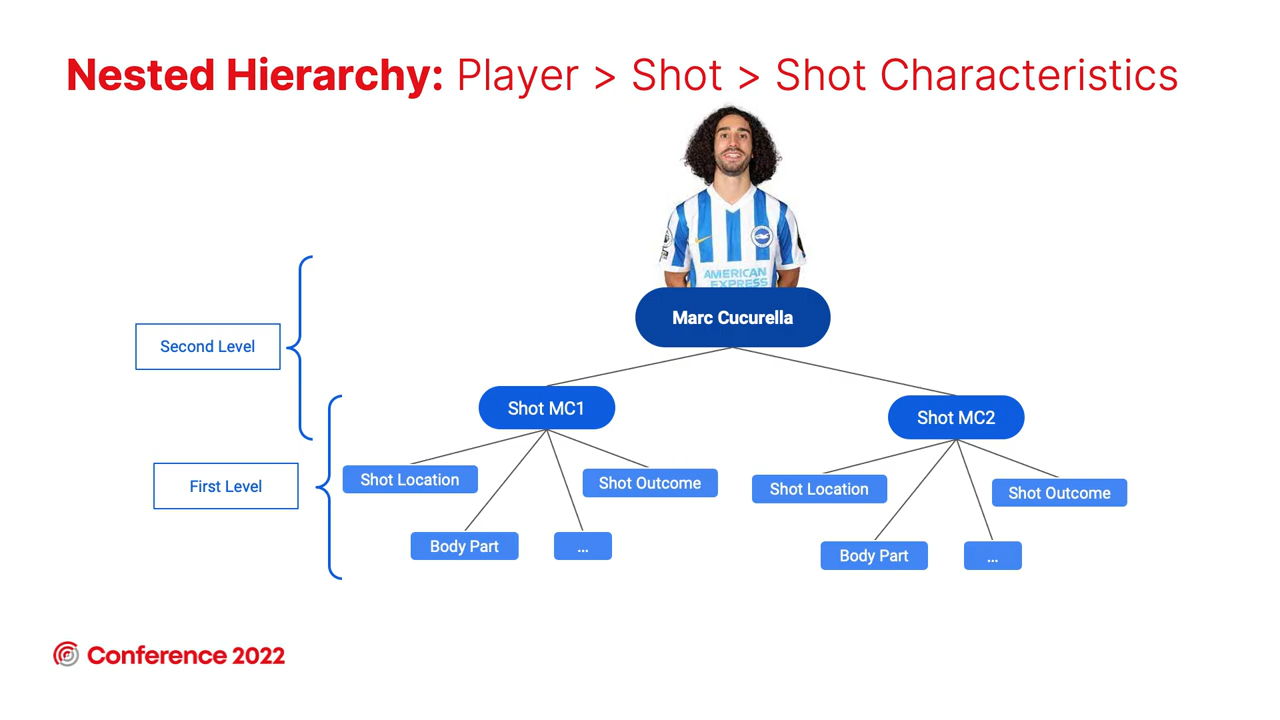 Nested Hierarchy: Player > Shot > Shot Characteristics
AMERICAN
EXPRESS
Marc Cucurella
Second Level
Shot MC1
Shot MC2
First Level
Shot Location
Shot Outcome
Shot Location
Shot Outcome
Body Part
...
Body Part
...
Conference 2022